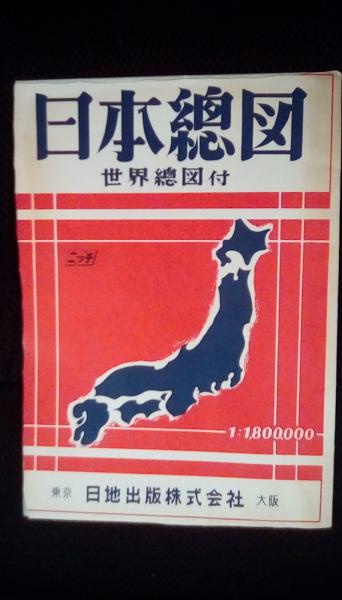 日本總図
世界總図付
ニッチ
1:1,800,000
東京 日地出版株式会社 大阪